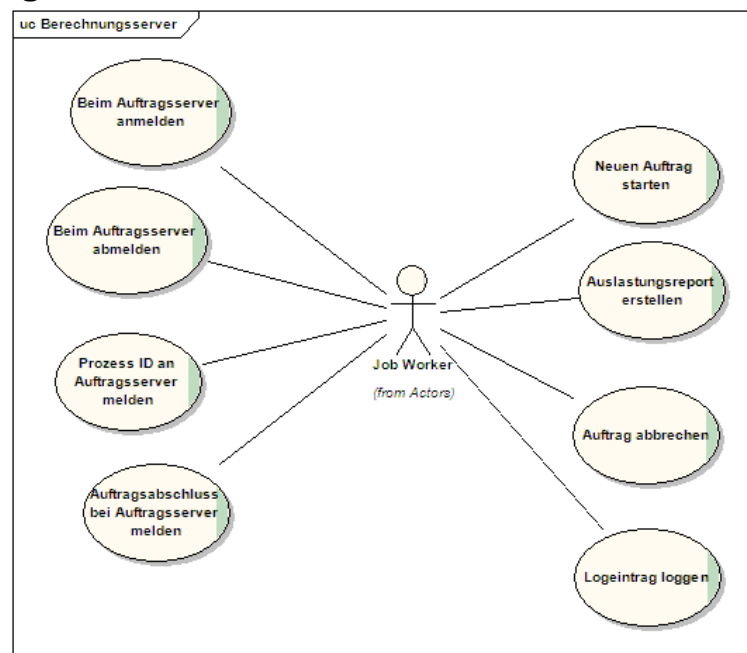 uc Berechnungsserver
Beim Auftragsserver
anmelden
Beim Auftragsserver
abmelden
Prozess ID an
Auftragsserver
melden
Auftragsabschluss
bei Auftragsserver
melden
Job Worker
(from Actors)
Neuen Auftrag
starten
Auslastungsreport
erstellen
Auftrag abbrechen
Logeintrag loggen